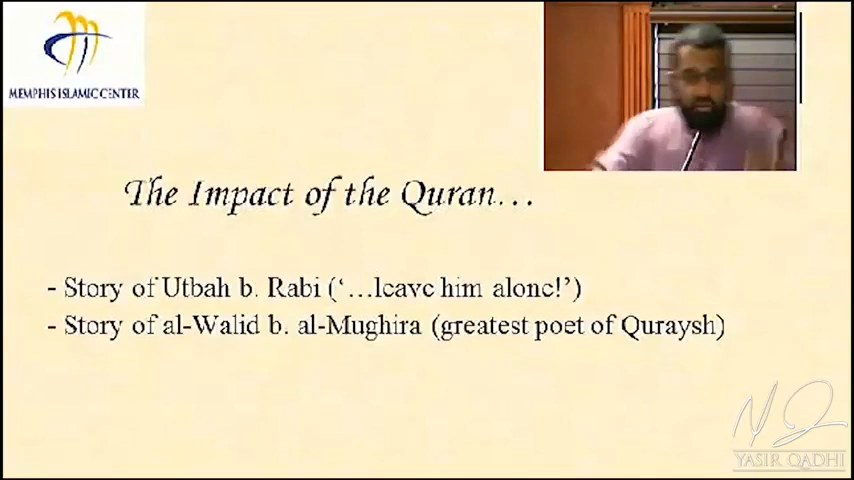 MEMPHIS ISLAMIC CENTER
The Impact of the Quran…
- Story of Utbah b. Rabi (‘…leave him alone!’)
- Story of al-Walid b. al-Mughira (greatest poet of Quraysh)
YASIR QADHI